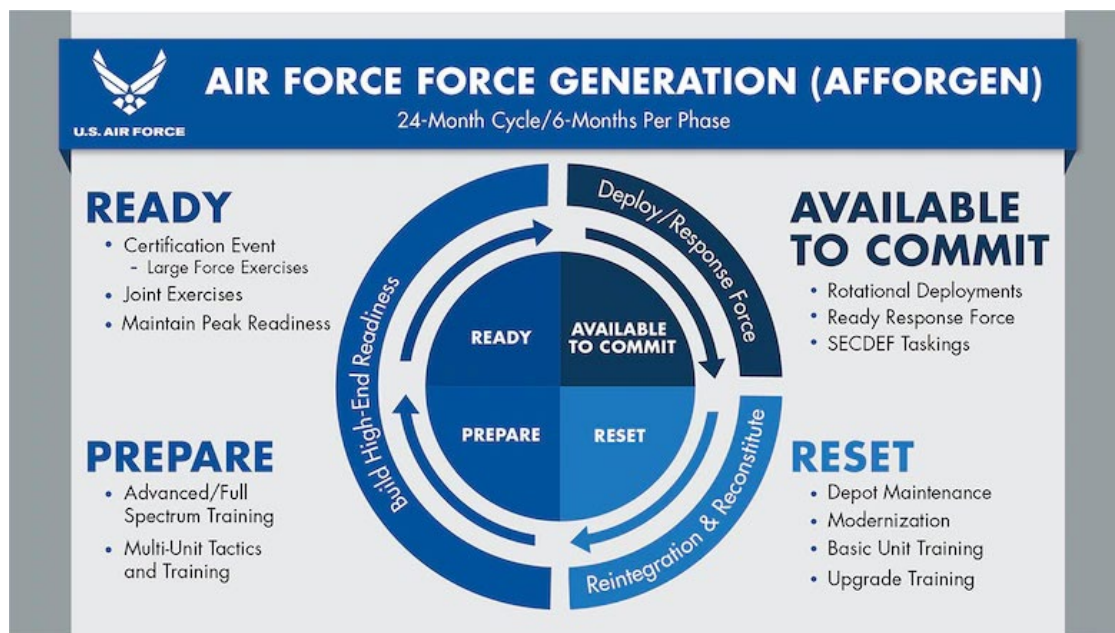 U.S. AIR FORCE
AIR FORCE FORCE GENERATION (AFFORGEN)
24-Month Cycle/6-Months Per Phase
READY
• Certification Event
- Large Force Exercises
• Joint Exercises
• Maintain Peak Readiness
PREPARE
• Advanced/Full
Spectrum Training
• Multi-Unit Tactics
and Training
Build High-End Readiness
Deploy/Response Force
Reintegration & Reconstitute
READY
AVAILABLE
TO COMMIT
PREPARE
RESET
AVAILABLE
TO COMMIT
• Rotational Deployments
• Ready Response Force
• SECDEF Taskings
RESET
• Depot Maintenance
• Modernization
• Basic Unit Training
• Upgrade Training